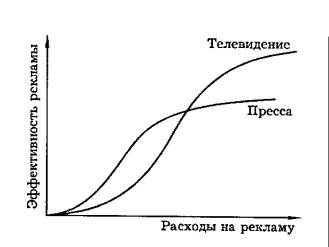 Эффективность рекламы
Телевидение
Пресса
Расходы на рекламу